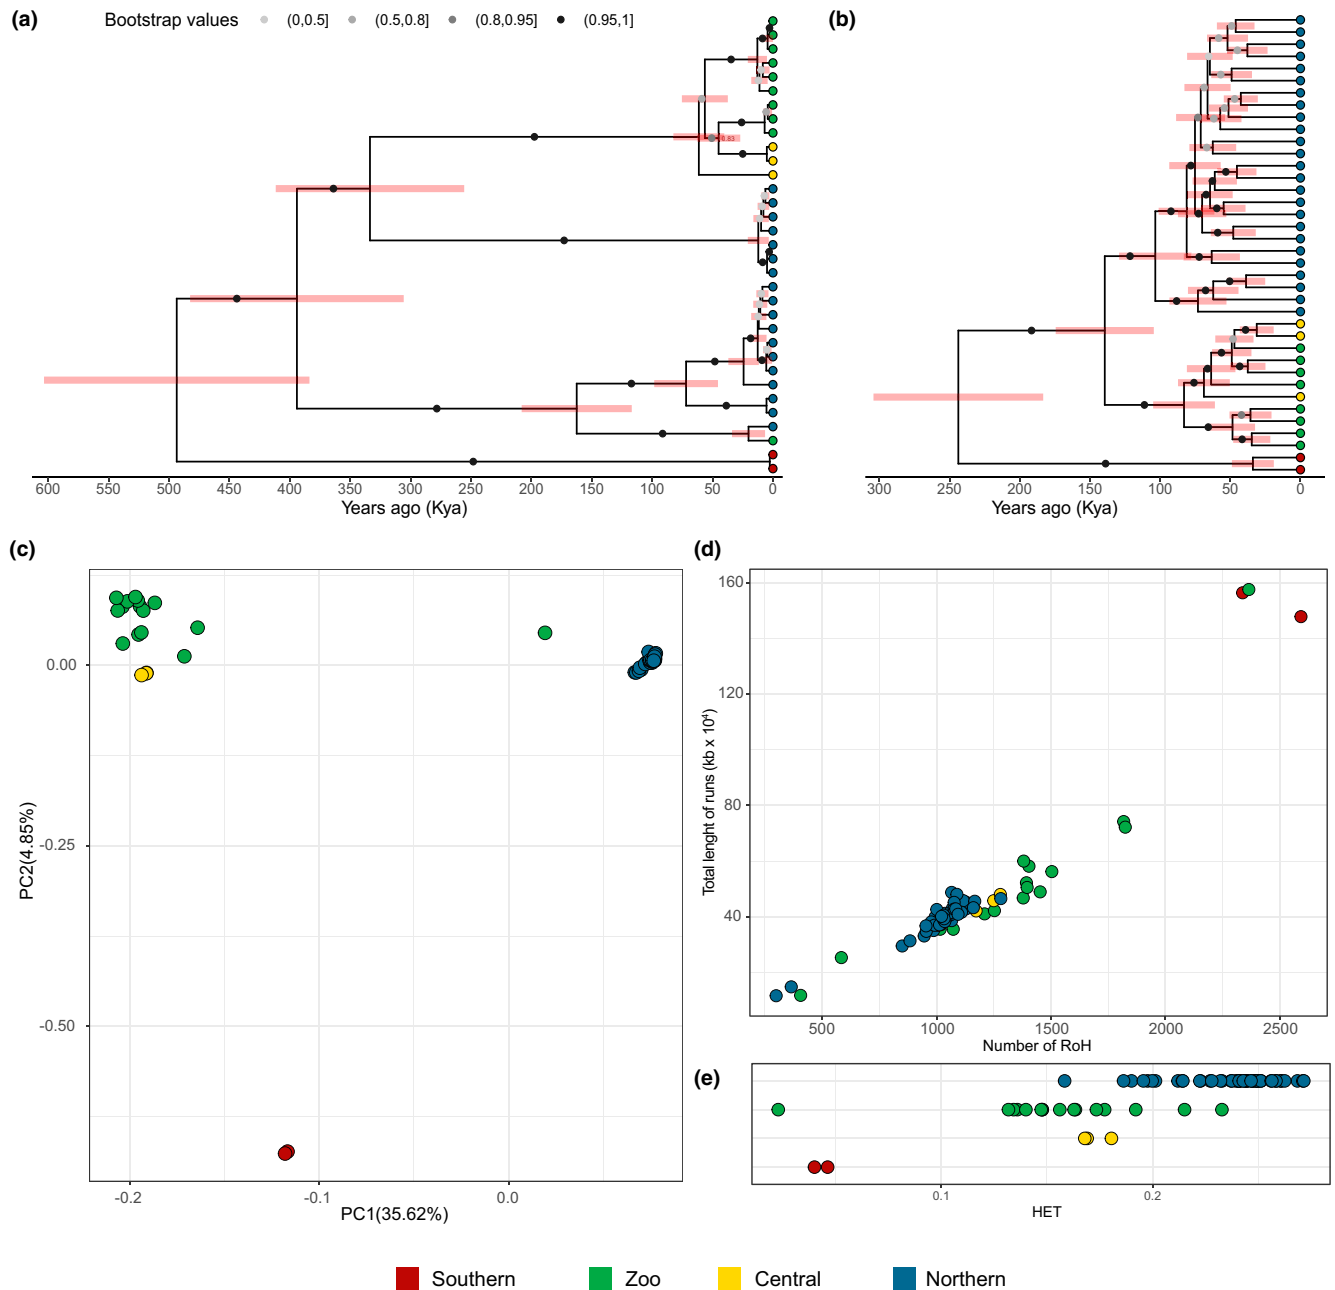 (a)
Bootstrap values (0,0.5] (0.5,0.8] (0.8,0.95] (0.95,1]
0.83
600 550 500 450 400 350 300 250 200 150 100 50 0
Years ago (Kya)
(b)
300 250 200 150 100 50 0
Years ago (Kya)
(c)
0.00
-0.25
-0.50
PC2(4.85%)
-0.2 -0.1 0.0
PC1(35.62%)
(d)
160
120
80
40
Total lenght of runs (kb x 10⁴)
500 1000 1500 2000 2500
Number of RoH
(e)
0.1 0.2
HET
Southern Zoo Central Northern